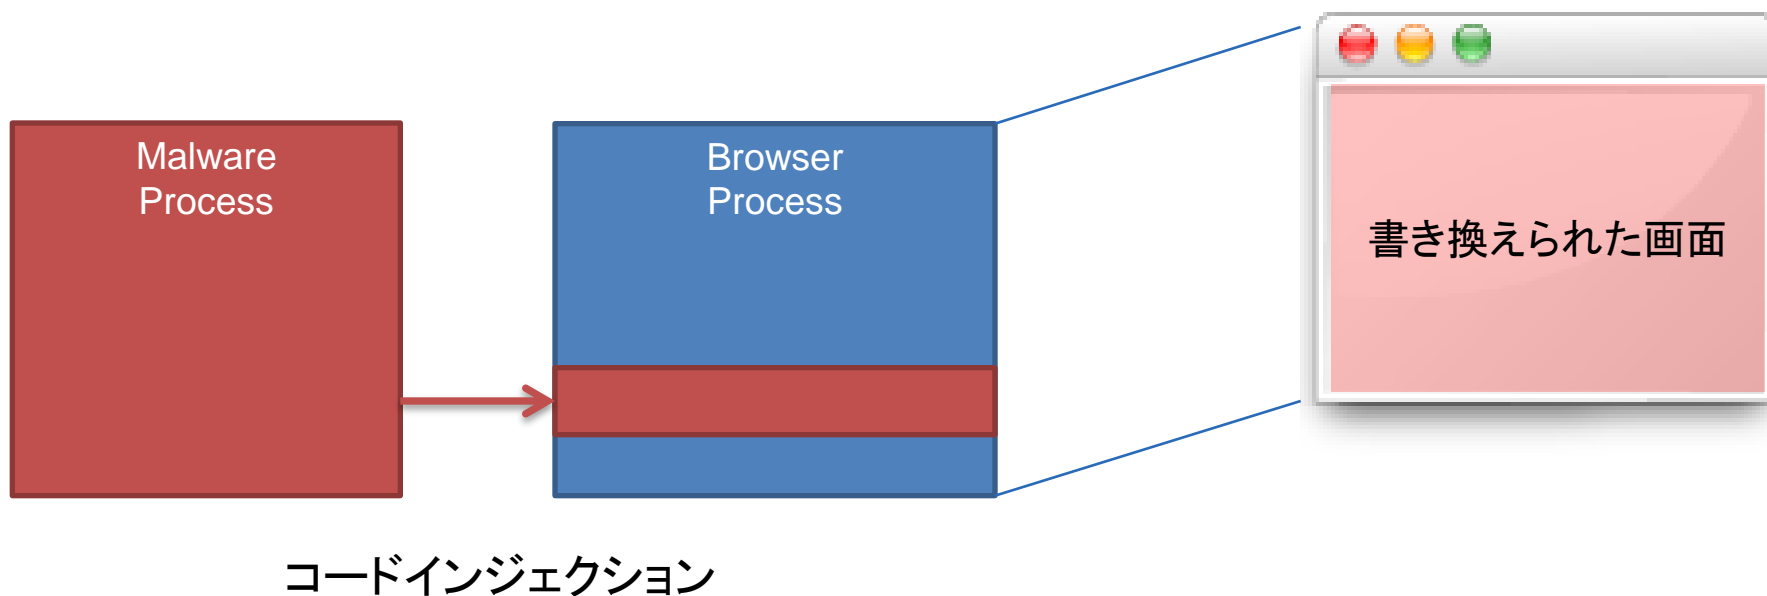 Malware
Process
Browser
Process
書き換えられた画面
コードインジェクション